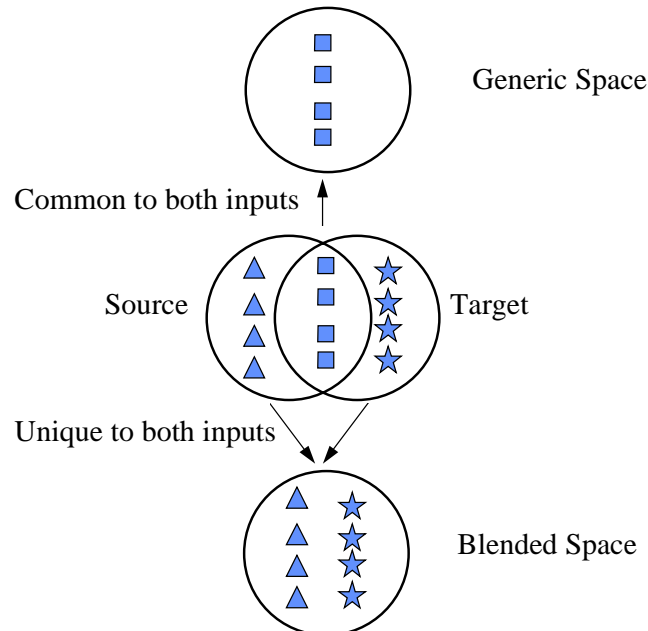 Generic Space
Common to both inputs
Source
Target
Unique to both inputs
Blended Space